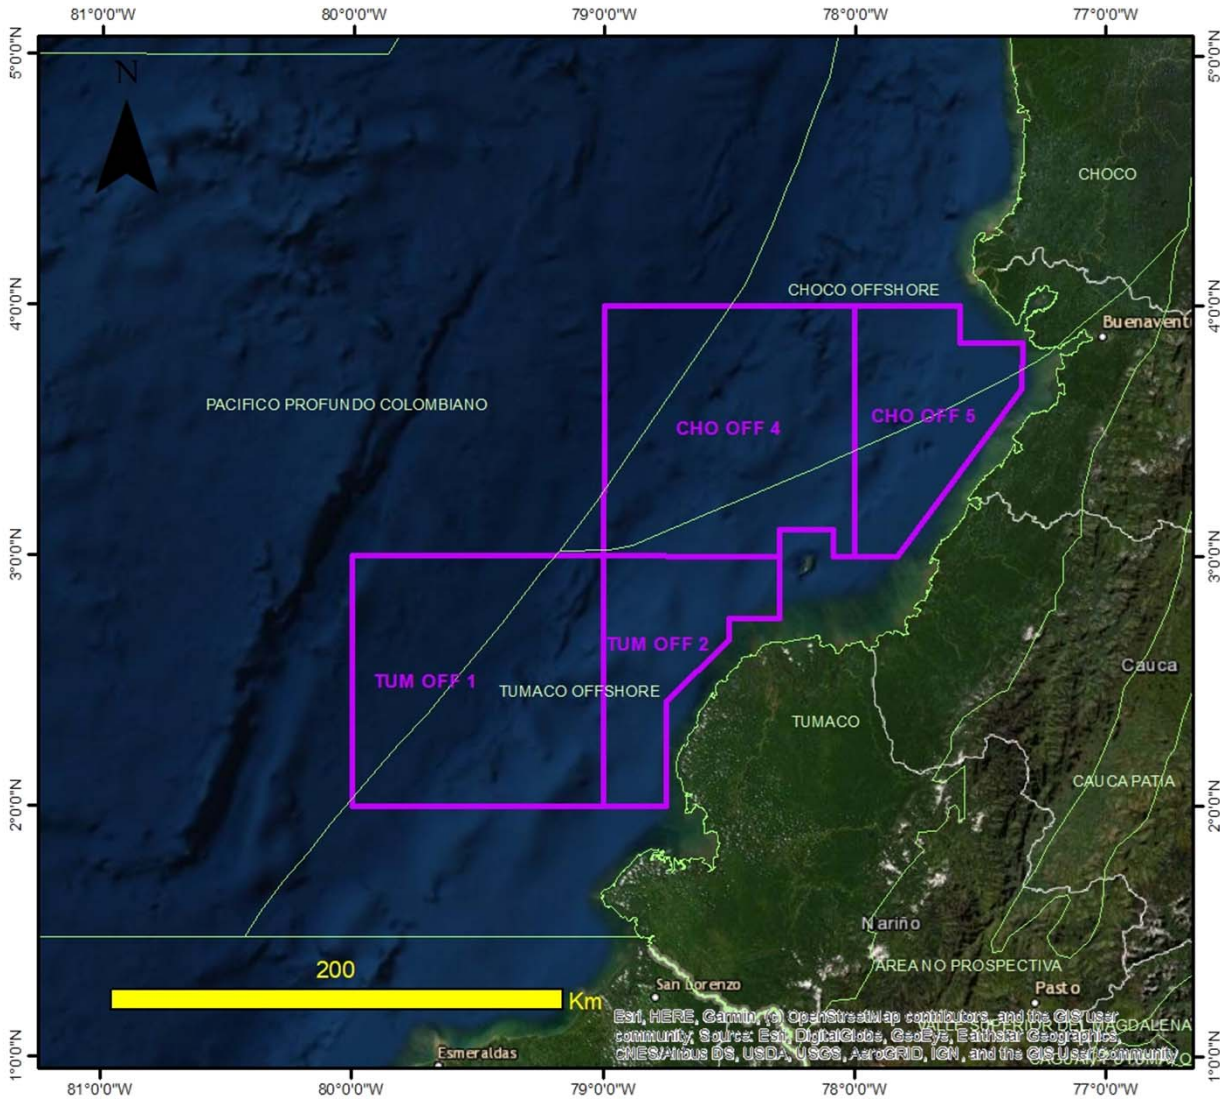 81°0'0"W 80°0'0"W 79°0'0"W 78°0'0"W 77°0'0"W
5°0'0"N 5°0'0"N
N
CHOCO
CHOCO OFFSHORE
4°0'0"N 4°0'0"N
Buenavent
PACIFICO PROFUNDO COLOMBIANO
CHO OFF 4
CHO OFF 5
3°0'0"N 3°0'0"N
TUM OFF 2
Cauca
TUM OFF 1
TUMACO OFFSHORE
TUMACO
CAUCA PATIA
2°0'0"N 2°0'0"N
Nariño
AREA NO PROSPECTIVA
200
Km
San Lorenzo
Pasto
Esri, HERE, Garmin, (c) OpenStreetMap contributors, and the GIS user
VALLE SUPERIOR DEL MAGDALENA
community, Source: Esri, DigitalGlobe, GeoEye, Earthstar Geographics,
CNES/Airbus DS, USDA, USGS, AeroGRID, IGN, and the GIS User Community
Esmeraldas
1°0'0"N 1°0'0"N
81°0'0"W 80°0'0"W 79°0'0"W 78°0'0"W 77°0'0"W